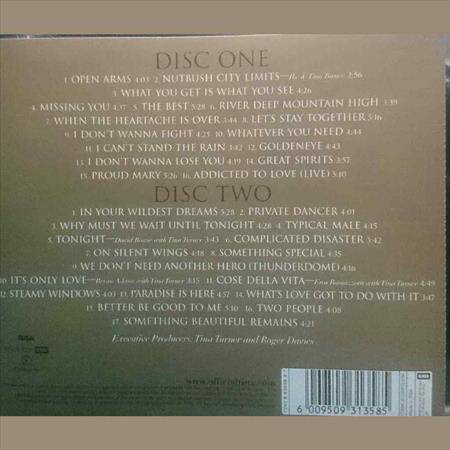 DISC ONE
1. OPEN ARMS 4:03 2. NUTBUSH CITY LIMITS—Ike & Tina Turner 2:56
3. WHAT YOU GET IS WHAT YOU SEE 4:26
4. MISSING YOU 4:37 5. THE BEST 5:28 6. RIVER DEEP MOUNTAIN HIGH 3:39
7. WHEN THE HEARTACHE IS OVER 3:44 8. LET'S STAY TOGETHER 5:16
9. I DON'T WANNA FIGHT 4:25 10. WHATEVER YOU NEED 4:44
11. I CAN'T STAND THE RAIN 3:42 12. GOLDENEYE 4:43
13. I DON'T WANNA LOSE YOU 4:19 14. GREAT SPIRITS 3:57
15. PROUD MARY 5:26 16. ADDICTED TO LOVE (LIVE) 5:10
DISC TWO
1. IN YOUR WILDEST DREAMS 5:28 2. PRIVATE DANCER 4:01
3. WHY MUST WE WAIT UNTIL TONIGHT 4:28 4. TYPICAL MALE 4:15
5. TONIGHT—David Bowie with Tina Turner 3:43 6. COMPLICATED DISASTER 3:42
7. ON SILENT WINGS 4:18 8. SOMETHING SPECIAL 4:35
9. WE DON'T NEED ANOTHER HERO (THUNDERDOME) 4:16
10. IT'S ONLY LOVE—Bryan Adams with Tina Turner 3:15 11. COSE DELLA VITA—Eros Ramazzotti with Tina Turner 4:49
12. STEAMY WINDOWS 4:03 13. PARADISE IS HERE 4:57 14. WHAT'S LOVE GOT TO DO WITH IT 3:47
15. BETTER BE GOOD TO ME 5:10 16. TWO PEOPLE 4:08
17. SOMETHING BEAUTIFUL REMAINS 4:21
Executive Producers, Tina Turner and Roger Davies
EMI
6 009509 313585